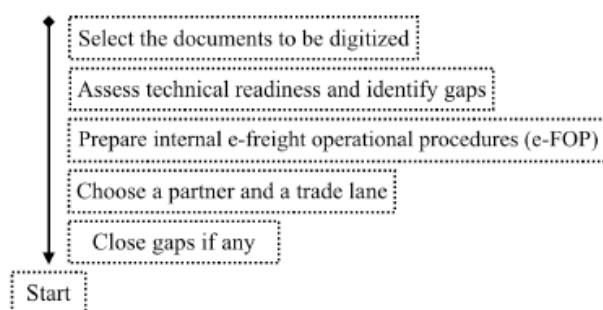 Select the documents to be digitized
Assess technical readiness and identify gaps
Prepare internal e-freight operational procedures (e-FOP)
Choose a partner and a trade lane
Close gaps if any
Start